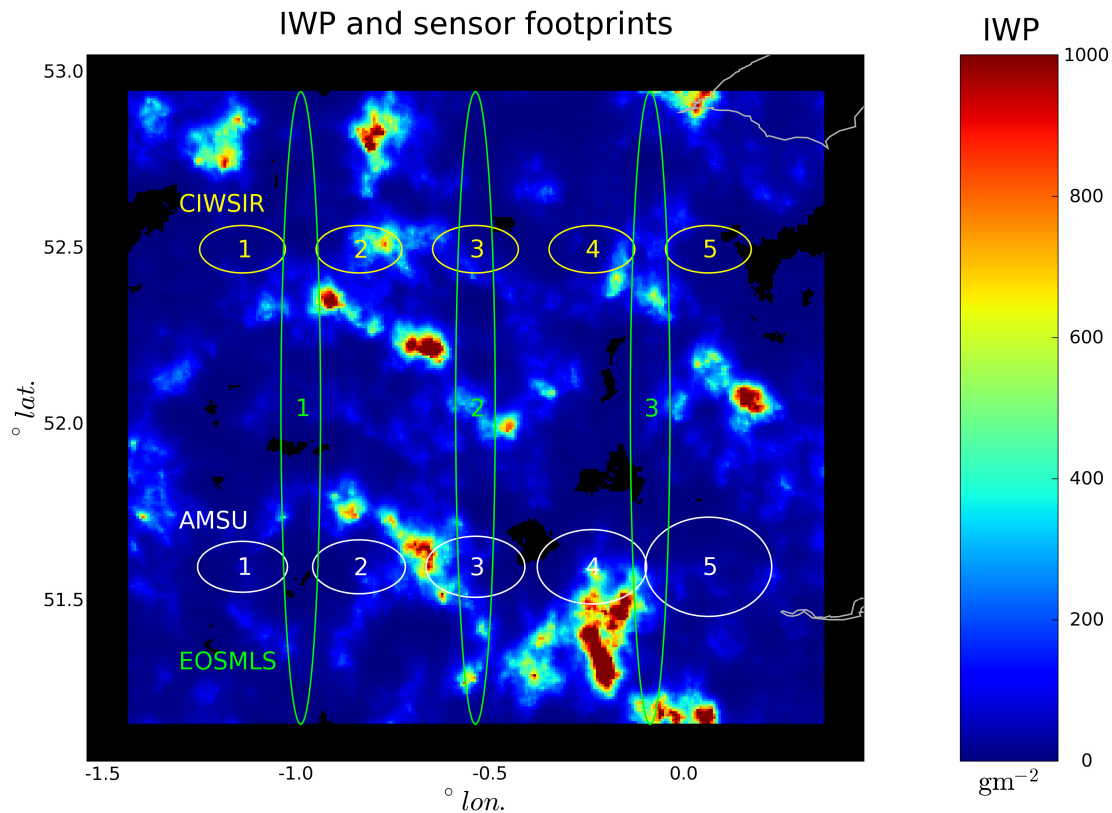 IWP and sensor footprints
IWP
53.0
52.5
52.0
51.5
° lat.
-1.5
-1.0
-0.5
0.0
° lon.
CIWSIR
1 2 3 4 5
1 2 3
AMSU
1 2 3 4 5
EOSMLS
1000
800
600
400
200
0
gm⁻²